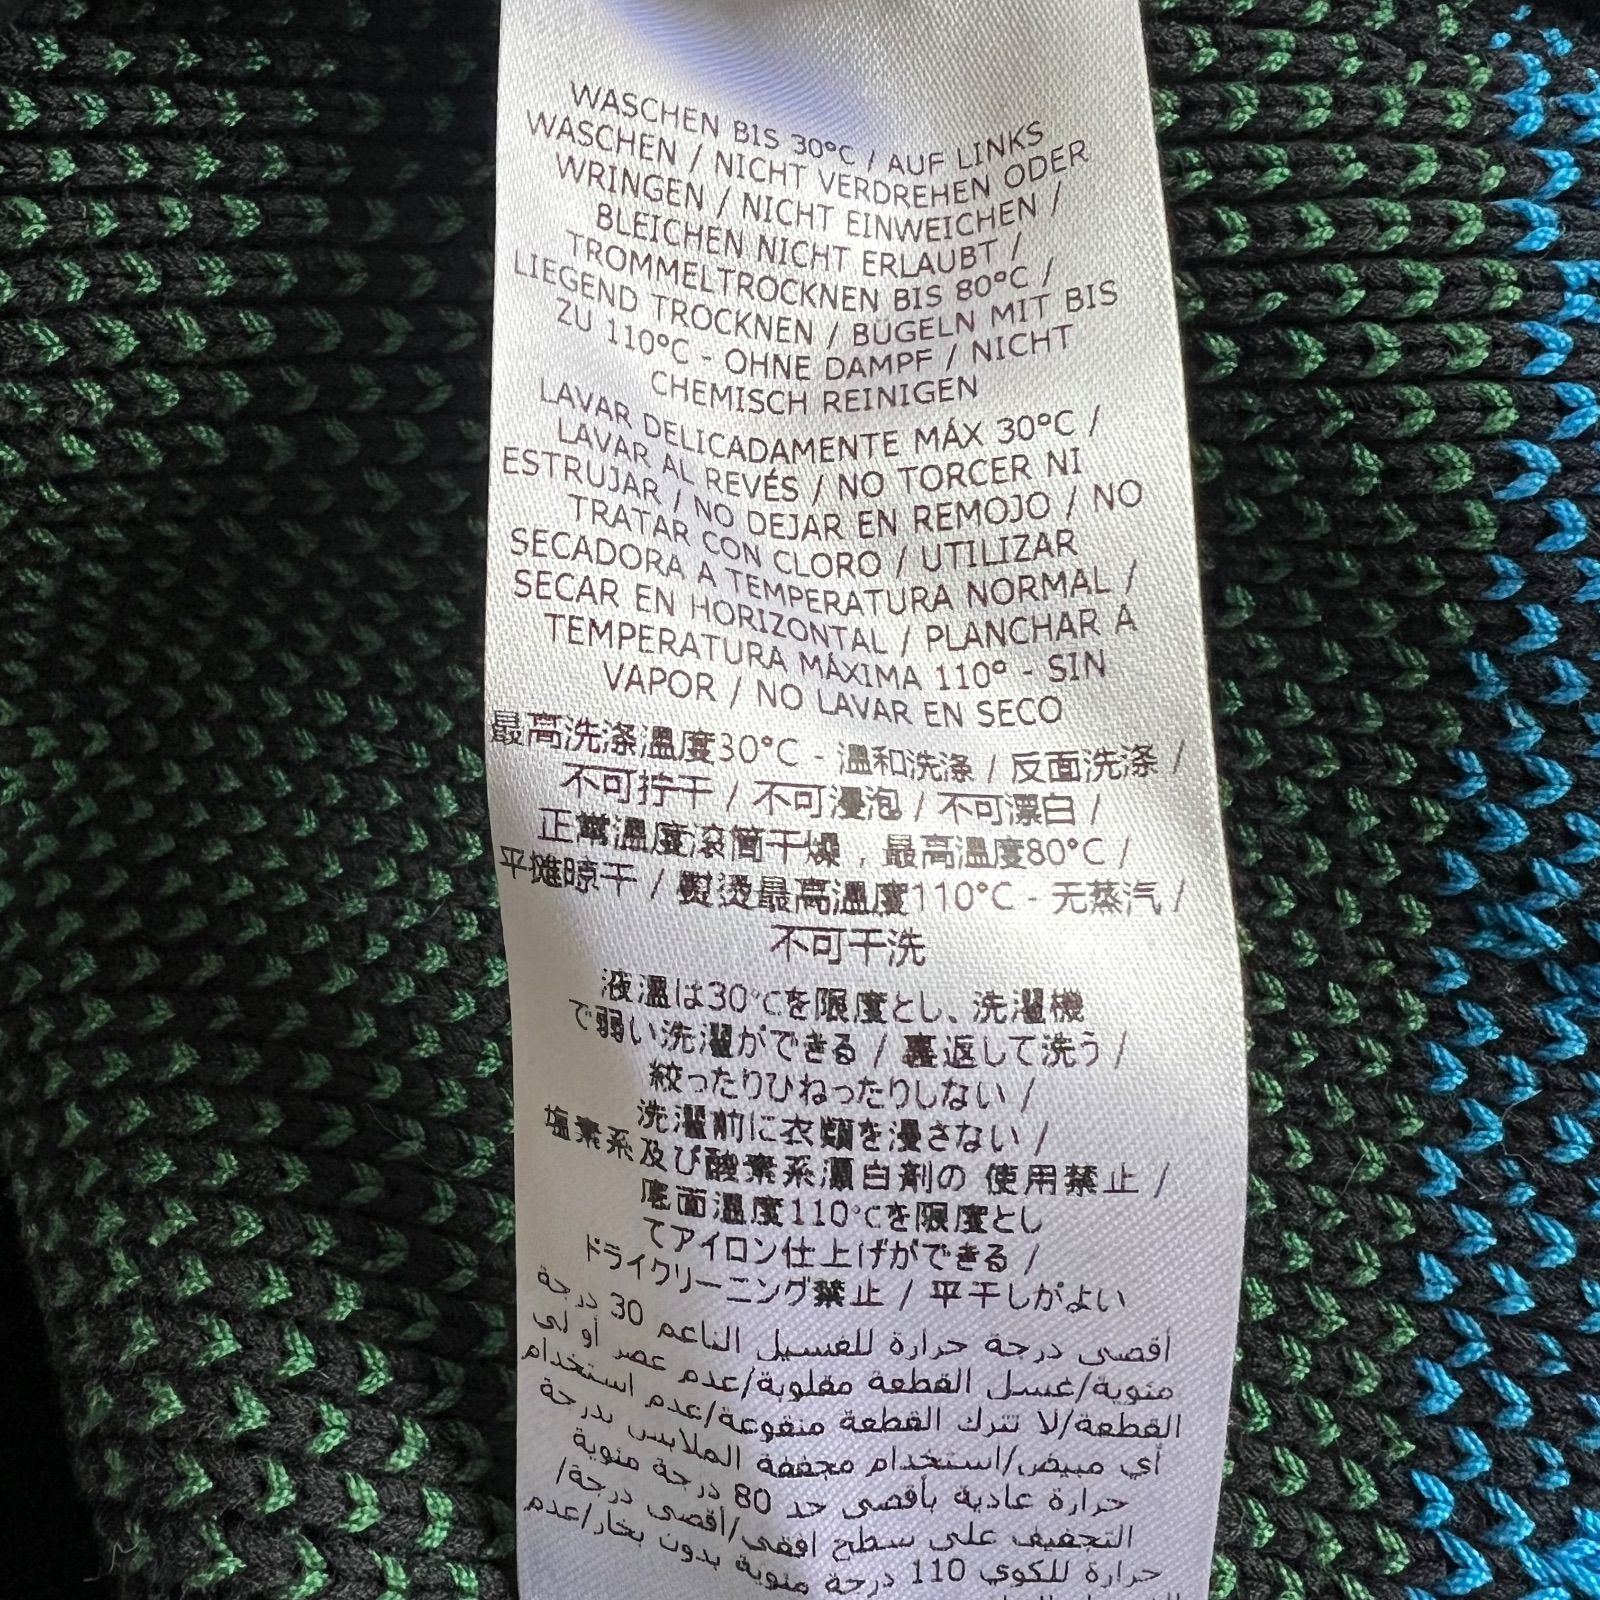 WASCHEN BIS 30°C / AUF LINKS
WASCHEN / NICHT VERDREHEN ODER
WRINGEN / NICHT EINWEICHEN /
BLEICHEN NICHT ERLAUBT /
TROMMELTROCKNEN BIS 80°C /
LIEGEND TROCKNEN / BÜGELN MIT BIS
ZU 110°C - OHNE DAMPF / NICHT
CHEMISCH REINIGEN
LAVAR DELICADAMENTE MÁX 30°C /
LAVAR AL REVÉS / NO TORCER NI
ESTRUJAR / NO DEJAR EN REMOJO / NO
TRATAR CON CLORO / UTILIZAR
SECADORA A TEMPERATURA NORMAL /
SECAR EN HORIZONTAL / PLANCHAR A
TEMPERATURA MÁXIMA 110° - SIN
VAPOR / NO LAVAR EN SECO
最高洗涤溫度30°C - 溫和洗涤 / 反面洗涤 /
不可拧干 / 不可浸泡 / 不可漂白 /
正常溫度滚筒干燥，最高溫度80°C /
平摊晾干 / 熨烫最高溫度110°C - 无蒸汽 /
不可干洗
液溫は30℃を限度とし、洗濯機
で弱い洗濯ができる / 裏返して洗う /
絞ったりひねったりしない /
洗濯前に衣類を浸さない /
塩素系及び酸素系漂白剤の 使用禁止 /
底面溫度110℃を限度とし
てアイロン仕上げができる /
ドライクリーニング禁止 / 平干しがよい
أقصى درجة حرارة للغسيل الناعم 30 درجة
مئوية/غسل القطعة مقلوبة/عدم عصر أو لى
القطعة/لا تترك القطعة منقوعة/عدم استخدام
أي مبيض/استخدام مجففة الملابس بدرجة
حرارة عادية بأقصى حد 80 درجة مئوية
التجفيف على سطح افقى/أقصى درجة/
حرارة للكوي 110 درجة مئوية بدون بخار/عدم